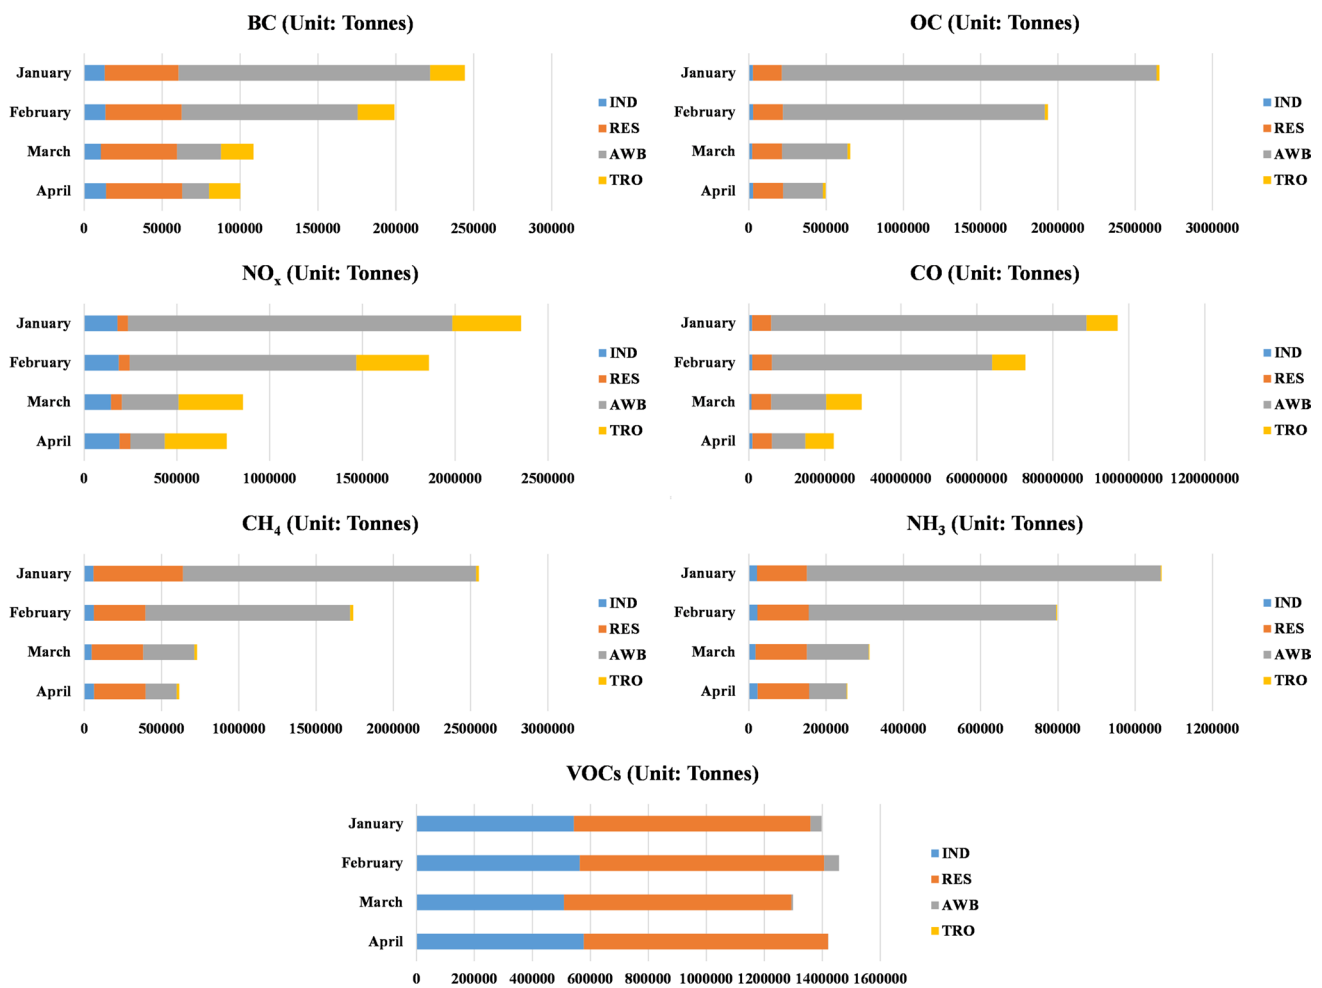 BC (Unit: Tonnes)
January
February
March
April
0 50000 100000 150000 200000 250000 300000
IND
RES
AWB
TRO
OC (Unit: Tonnes)
January
February
March
April
0 500000 1000000 1500000 2000000 2500000 3000000
IND
RES
AWB
TRO
NOx (Unit: Tonnes)
January
February
March
April
0 500000 1000000 1500000 2000000 2500000
IND
RES
AWB
TRO
CO (Unit: Tonnes)
January
February
March
April
0 20000000 40000000 60000000 80000000 100000000 120000000
IND
RES
AWB
TRO
CH4 (Unit: Tonnes)
January
February
March
April
0 500000 1000000 1500000 2000000 2500000 3000000
IND
RES
AWB
TRO
NH3 (Unit: Tonnes)
January
February
March
April
0 200000 400000 600000 800000 1000000 1200000
IND
RES
AWB
TRO
VOCs (Unit: Tonnes)
January
February
March
April
0 200000 400000 600000 800000 1000000 1200000 1400000 1600000
IND
RES
AWB
TRO